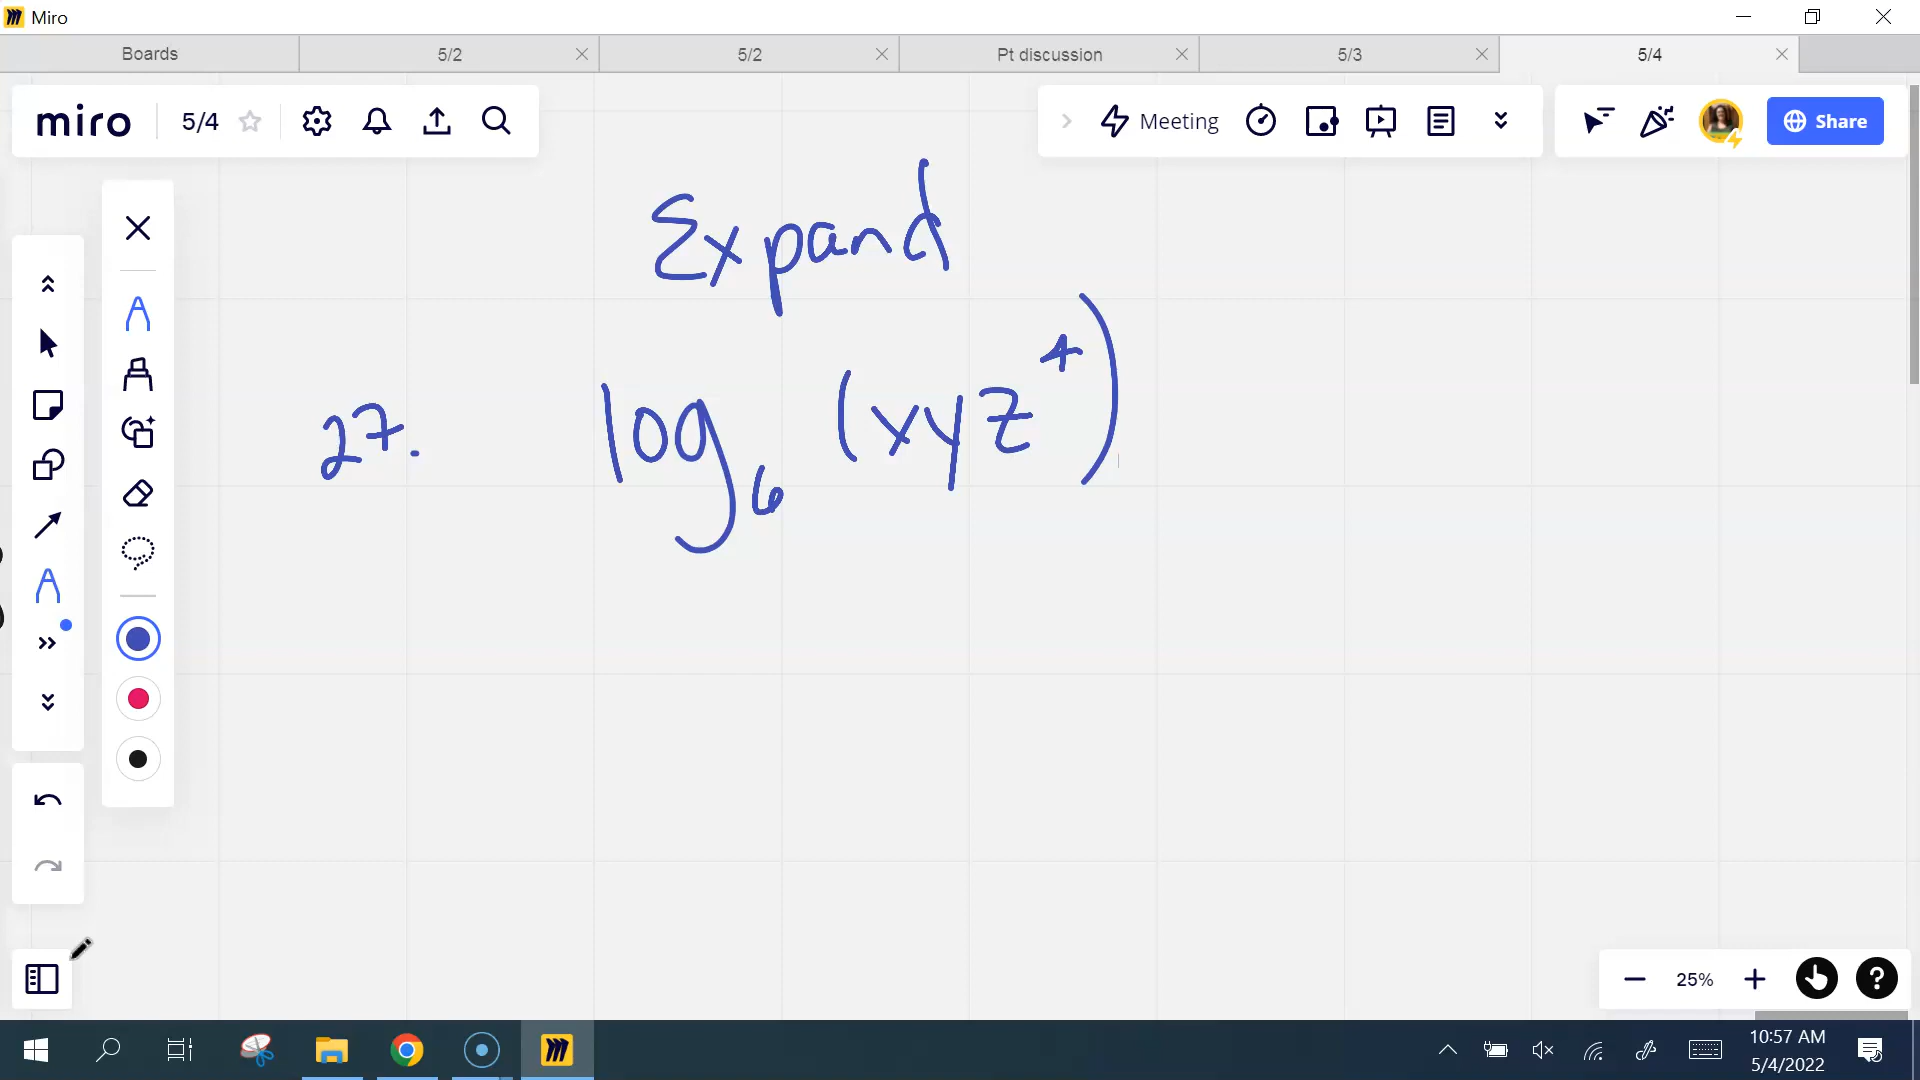 Miro
Boards 5/2 5/2 Pt discussion 5/3 5/4
miro 5/4 Meeting Share
Expand
27. log₆ (xyz⁴)
25%
10:57 AM
5/4/2022